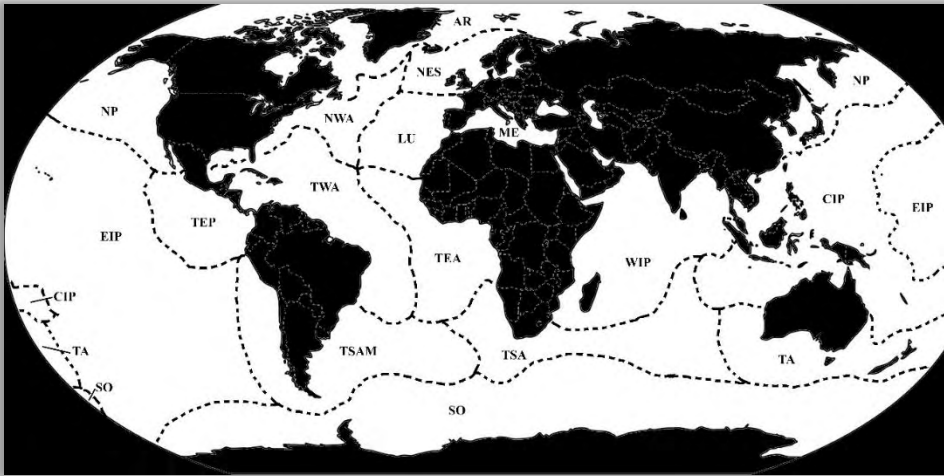 AR
NES
NP
NP
NWA
LU
ME
TWA
CIP
EIP
TEP
EIP
TEA
WIP
CIP
TA
TSAM
TSA
TA
SO
SO